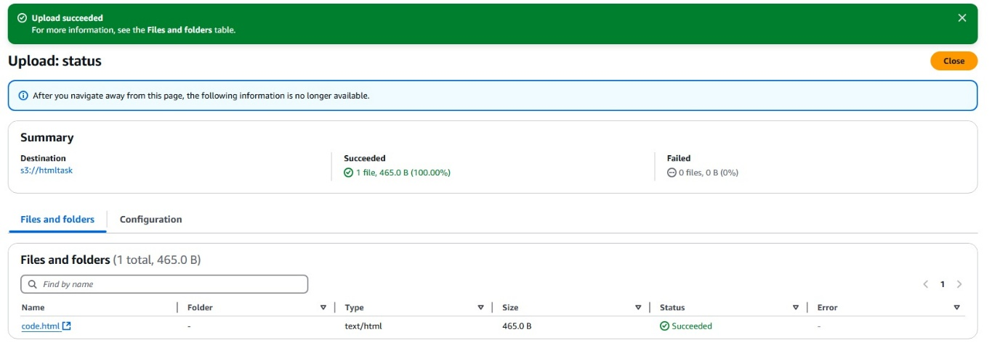 Upload succeeded
For more information, see the Files and folders table.
Upload: status
Close
After you navigate away from this page, the following information is no longer available.
Summary
Destination
s3://htmltask
Succeeded
1 file, 465.0 B (100.00%)
Failed
0 files, 0 B (0%)
Files and folders
Configuration
Files and folders (1 total, 465.0 B)
Find by name
1
Name Folder Type Size Status Error
code.html - text/html 465.0 B Succeeded -